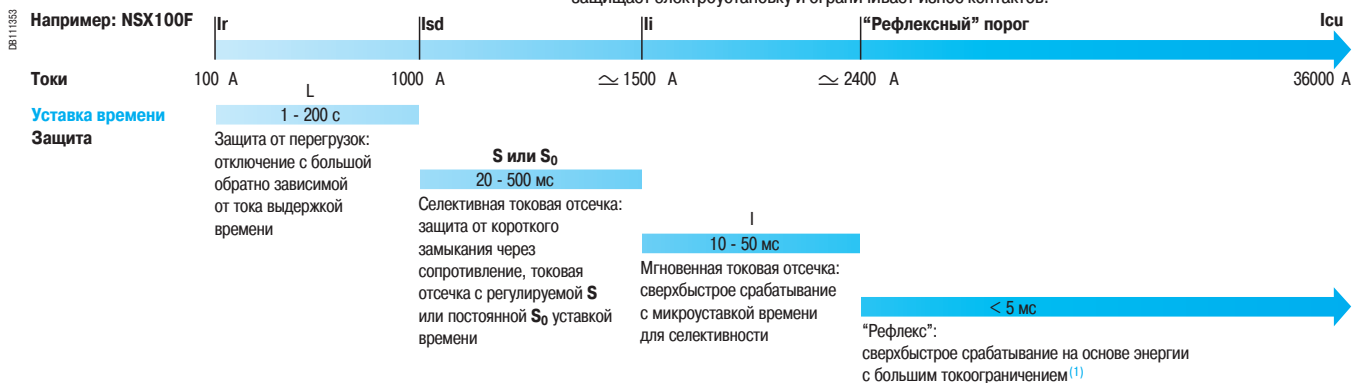 защищает электроустановку и ограничивает износ контактов.
DB111353
Например: NSX100F
Ir
Isd
Ii
“Рефлексный” порог
Icu
Токи
100 A
1000 A
≃ 1500 A
≃ 2400 A
36000 A
Уставка времени
L
1 - 200 с
Защита
Защита от перегрузок:
отключение с большой
обратно зависимой
от тока выдержкой
времени
S или S₀
20 - 500 мс
Селективная токовая отсечка:
защита от короткого
замыкания через
сопротивление, токовая
отсечка с регулируемой S
или постоянной S₀ уставкой
времени
I
10 - 50 мс
Мгновенная токовая отсечка:
сверхбыстрое срабатывание
с микроуставкой времени
для селективности
< 5 мс
“Рефлекс”:
сверхбыстрое срабатывание на основе энергии
с большим токоограничением (1)